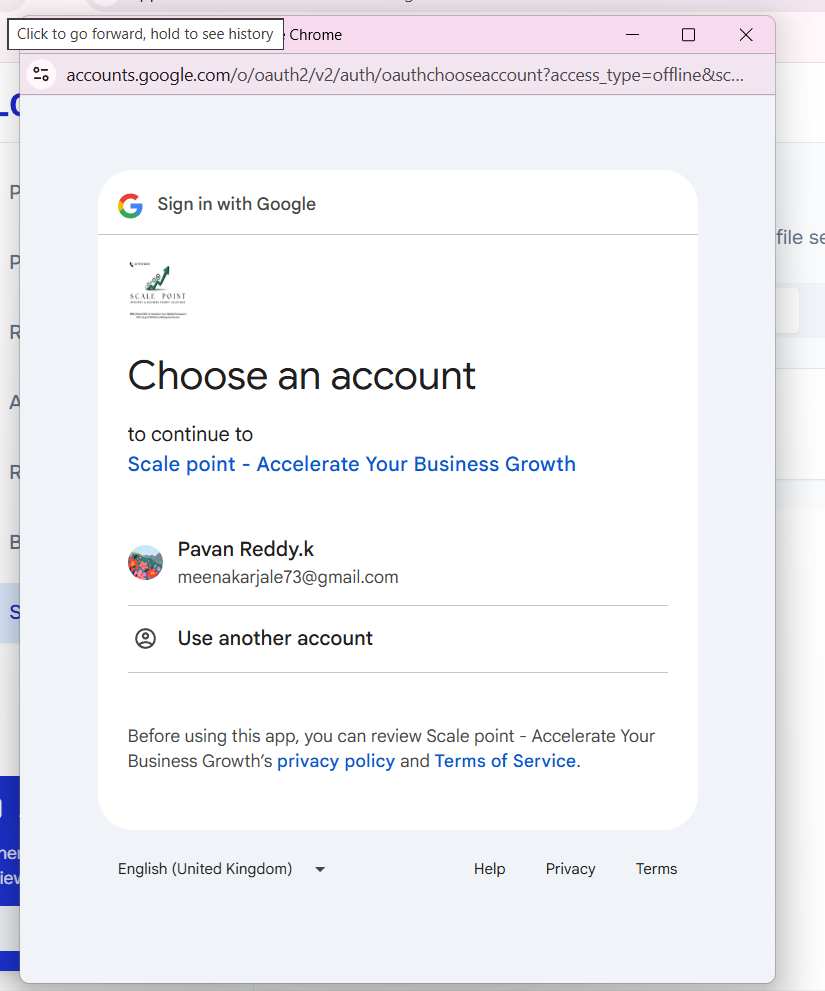 Click to go forward, hold to see history
Chrome
accounts.google.com/o/oauth2/v2/auth/oauthchooseaccount?access_type=offline&sc...
Sign in with Google
SCALE POINT
Choose an account
to continue to
Scale point - Accelerate Your Business Growth
Pavan Reddy.k
meenakarjale73@gmail.com
Use another account
Before using this app, you can review Scale point - Accelerate Your
Business Growth's privacy policy and Terms of Service.
English (United Kingdom)
Help
Privacy
Terms
file se